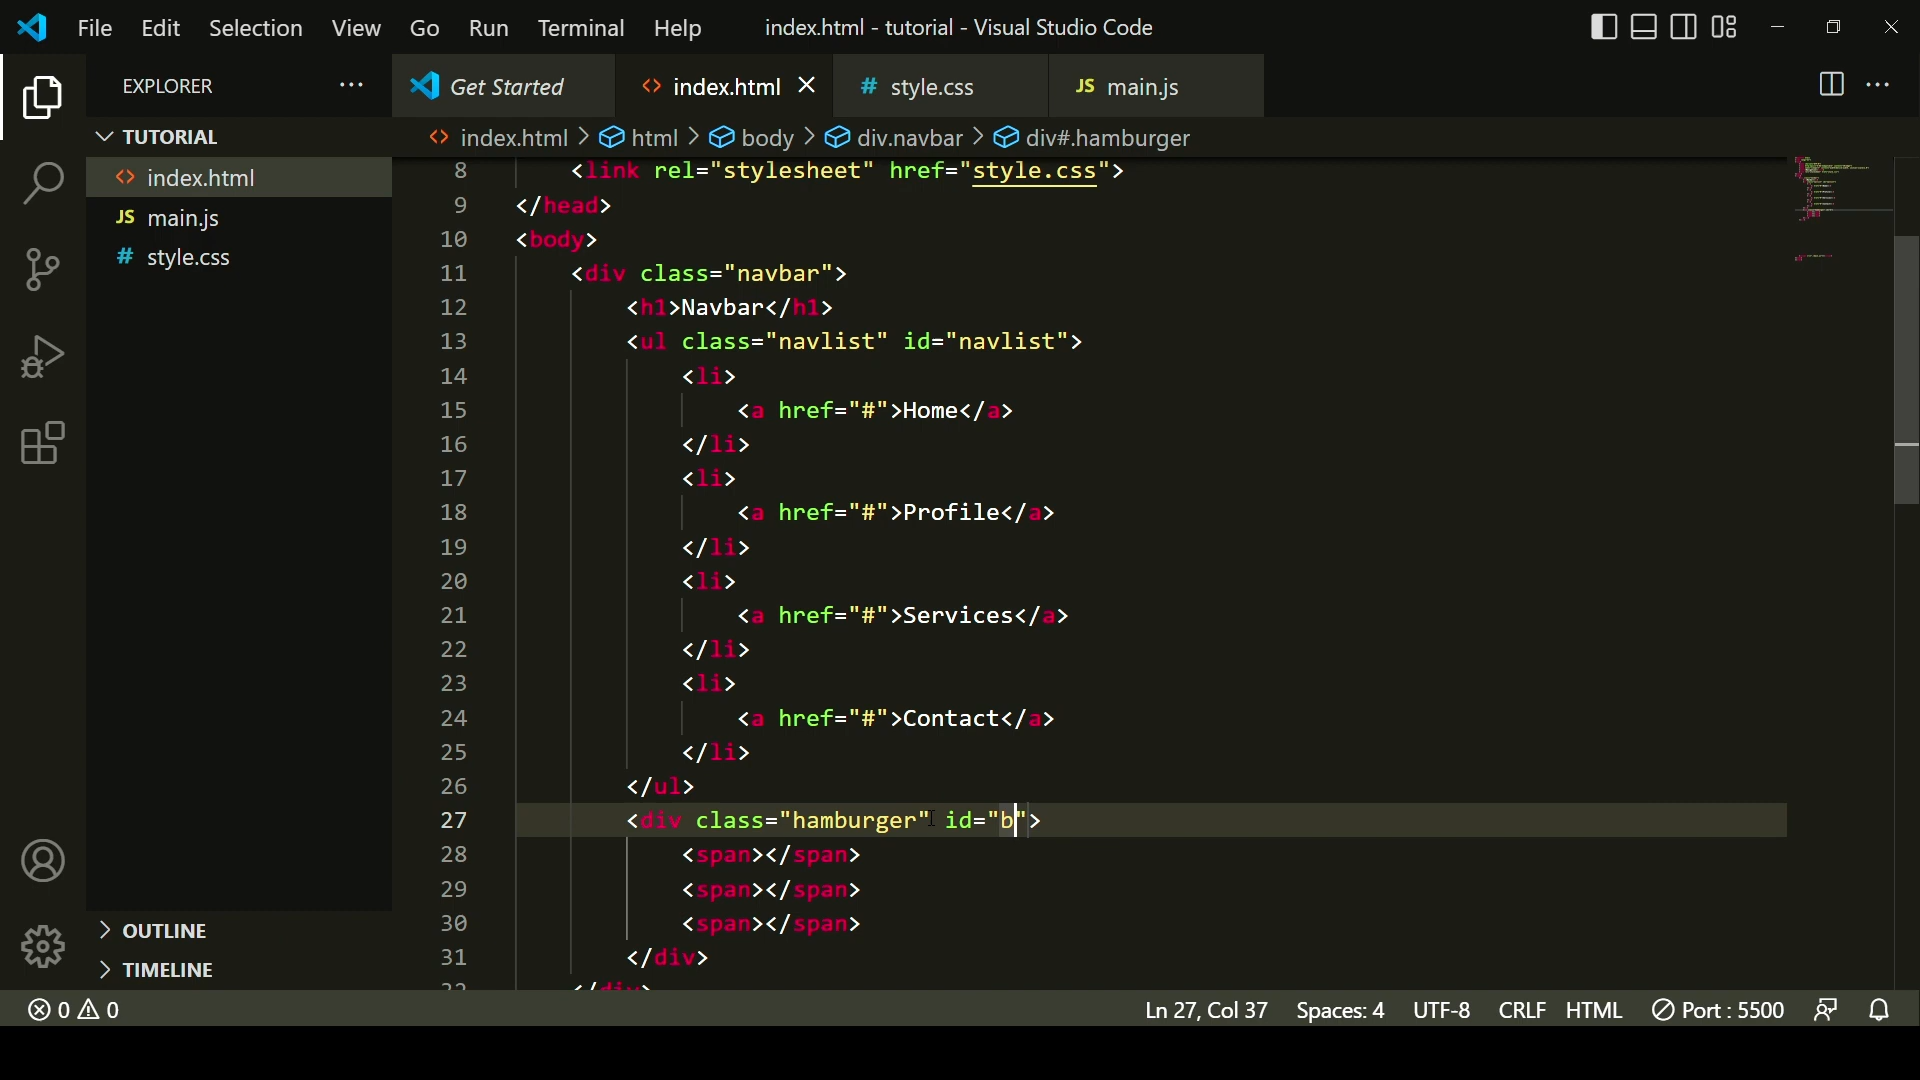 File Edit Selection View Go Run Terminal Help index.html - tutorial - Visual Studio Code
EXPLORER ··· Get Started <> index.html × # style.css JS main.js ···
TUTORIAL <> index.html > html > body > div.navbar > div#.hamburger
<> index.html
JS main.js
# style.css
8 <link rel="stylesheet" href="style.css">
9 </head>
10 <body>
11 <div class="navbar">
12 <h1>Navbar</h1>
13 <ul class="navlist" id="navlist">
14 <li>
15 <a href="#">Home</a>
16 </li>
17 <li>
18 <a href="#">Profile</a>
19 </li>
20 <li>
21 <a href="#">Services</a>
22 </li>
23 <li>
24 <a href="#">Contact</a>
25 </li>
26 </ul>
27 <div class="hamburger" id="b">
28 <span></span>
29 <span></span>
30 <span></span>
31 </div>
OUTLINE
TIMELINE
0 0 Ln 27, Col 37 Spaces: 4 UTF-8 CRLF HTML Port : 5500